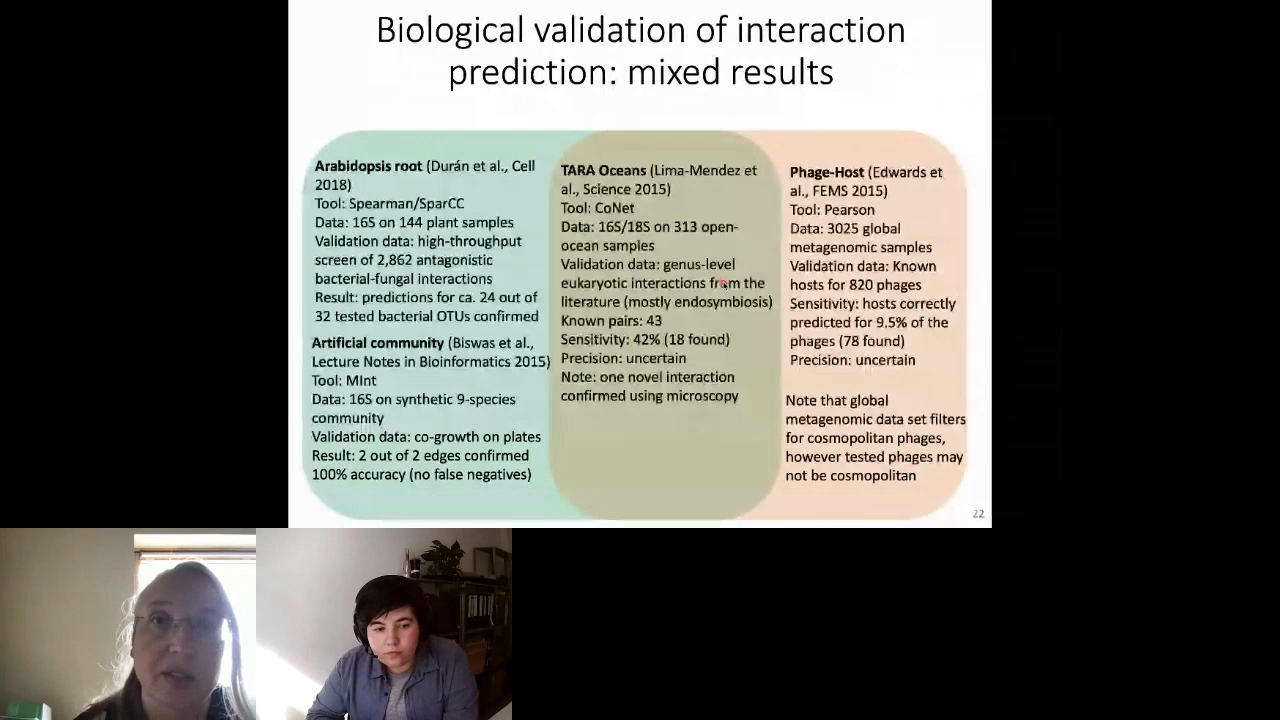 Biological validation of interaction
prediction: mixed results
Arabidopsis root (Durán et al., Cell
2018)
Tool: Spearman/SparCC
Data: 16S on 144 plant samples
Validation data: high-throughput
screen of 2,862 antagonistic
bacterial-fungal interactions
Result: predictions for ca. 24 out of
32 tested bacterial OTUs confirmed
Artificial community (Biswas et al.,
Lecture Notes in Bioinformatics 2015)
Tool: MInt
Data: 16S on synthetic 9-species
community
Validation data: co-growth on plates
Result: 2 out of 2 edges confirmed
100% accuracy (no false negatives)
TARA Oceans (Lima-Mendez et
al., Science 2015)
Tool: CoNet
Data: 16S/18S on 313 open-
ocean samples
Validation data: genus-level
eukaryotic interactions from the
literature (mostly endosymbiosis)
Known pairs: 43
Sensitivity: 42% (18 found)
Precision: uncertain
Note: one novel interaction
confirmed using microscopy
Phage-Host (Edwards et
al., FEMS 2015)
Tool: Pearson
Data: 3025 global
metagenomic samples
Validation data: Known
hosts for 820 phages
Sensitivity: hosts correctly
predicted for 9.5% of the
phages (78 found)
Precision: uncertain
Note that global
metagenomic data set filters
for cosmopolitan phages,
however tested phages may
not be cosmopolitan
22